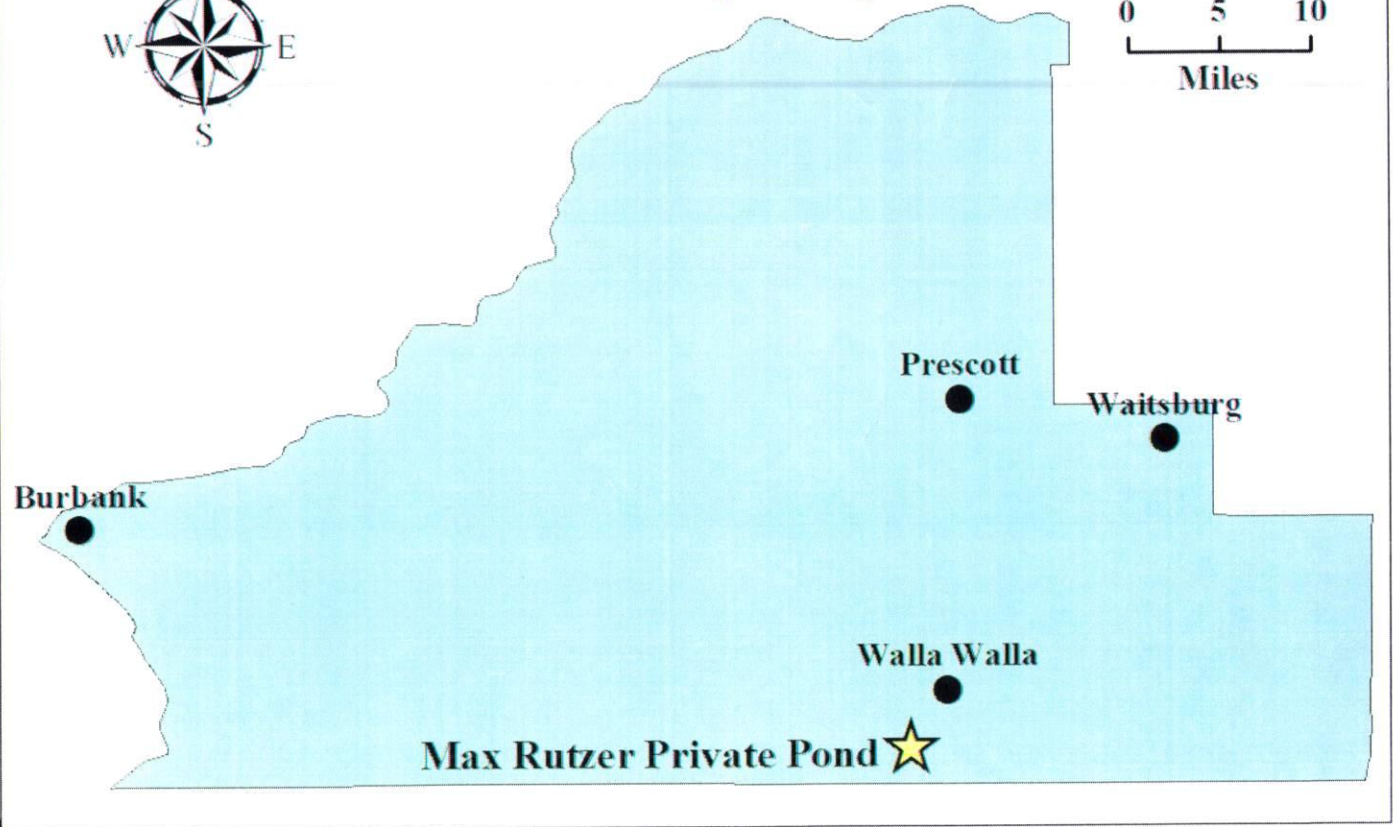 0 5 10
W E
Miles
S
Prescott
Waitsburg
Burbank
Walla Walla
Max Rutzer Private Pond